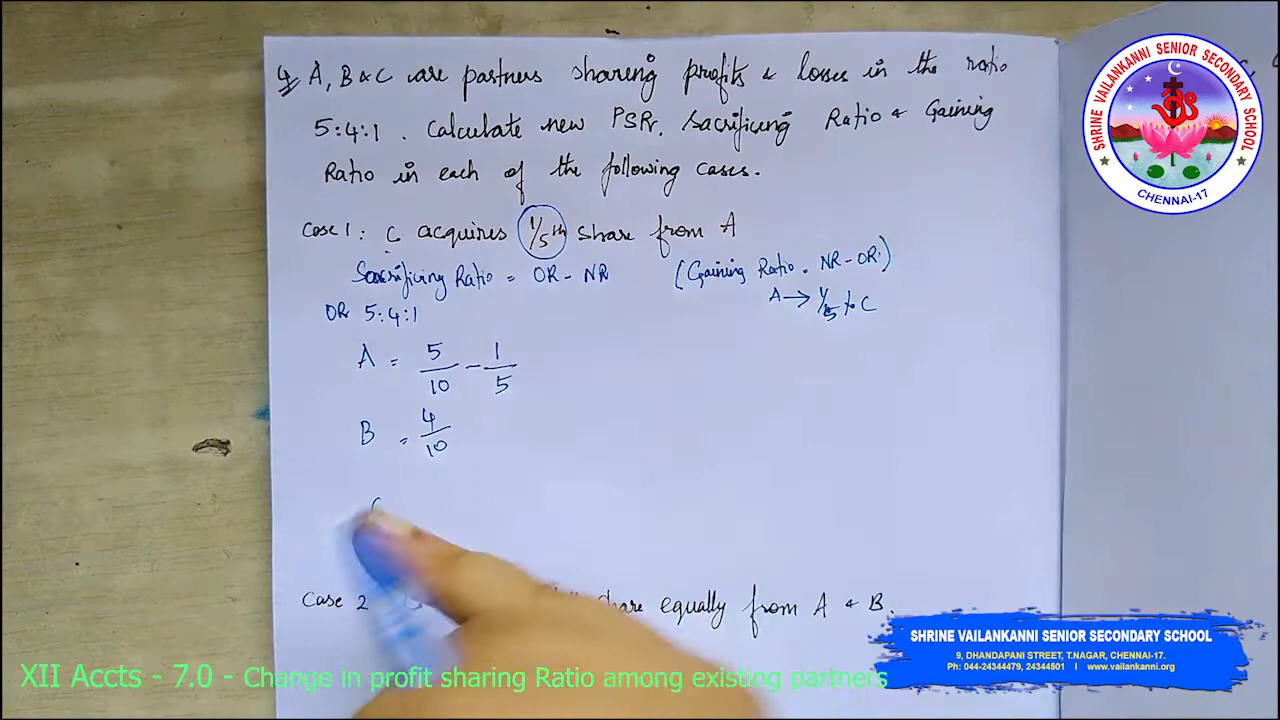 4 A, B & C are partners sharing profits & losses in the ratio
5:4:1. Calculate new PSR, Sacrificing Ratio & Gaining
Ratio in each of the following cases.
Case 1: C acquires 1/5th share from A
Sacrificing Ratio = OR - NR (Gaining Ratio = NR - OR)
OR 5:4:1 A → 1/5 to C
A = 5/10 - 1/5
B = 4/10
C
Case 2 share equally from A & B.
SHRINE VAILANKANNI SENIOR SECONDARY SCHOOL
CHENNAI-17
SHRINE VAILANKANNI SENIOR SECONDARY SCHOOL
9, DHANDAPANI STREET, T.NAGAR, CHENNAI-17.
Ph: 044-24344479, 24344501 I www.vailankanni.org
XII Accts - 7.0 - Change in profit sharing Ratio among existing partners